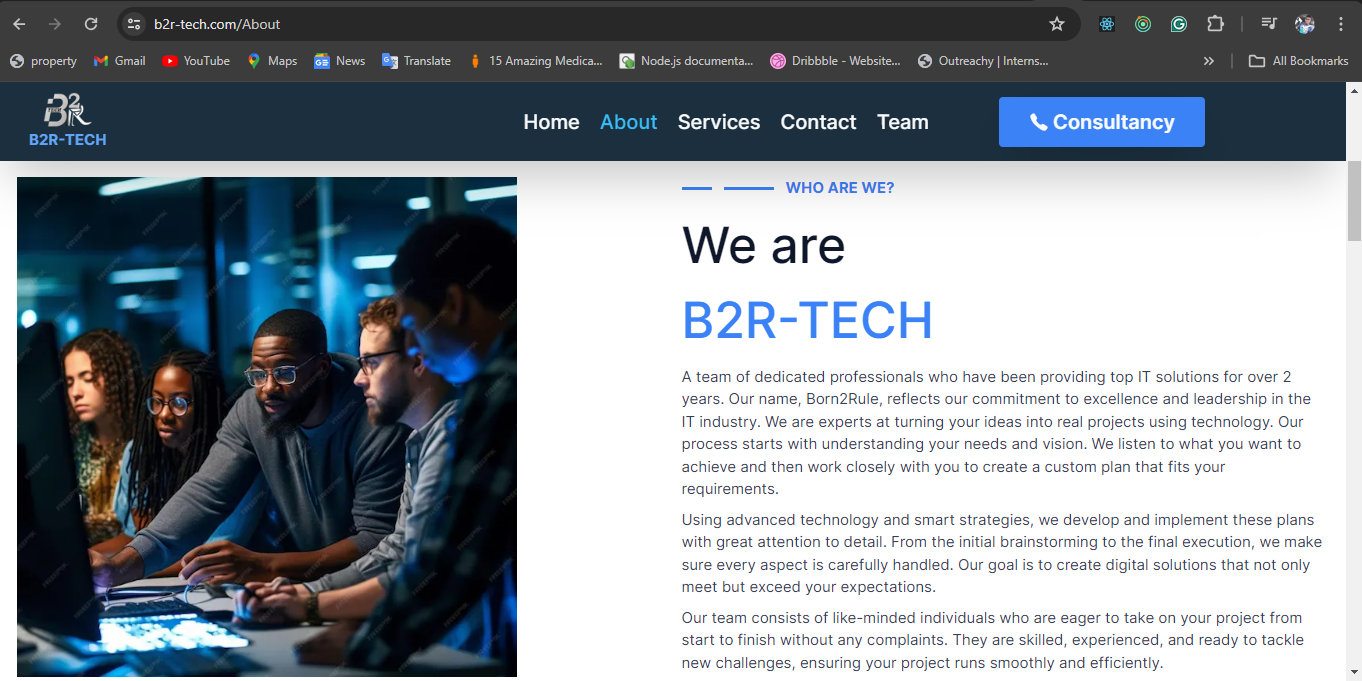 b2r-tech.com/About
property
Gmail
YouTube
Maps
News
Translate
15 Amazing Medica...
Node.js documenta...
Dribbble - Website...
Outreachy | Interns...
»
All Bookmarks
B2R-TECH
Home
About
Services
Contact
Team
Consultancy
WHO ARE WE?
We are
B2R-TECH
A team of dedicated professionals who have been providing top IT solutions for over 2
years. Our name, Born2Rule, reflects our commitment to excellence and leadership in the
IT industry. We are experts at turning your ideas into real projects using technology. Our
process starts with understanding your needs and vision. We listen to what you want to
achieve and then work closely with you to create a custom plan that fits your
requirements.
Using advanced technology and smart strategies, we develop and implement these plans
with great attention to detail. From the initial brainstorming to the final execution, we make
sure every aspect is carefully handled. Our goal is to create digital solutions that not only
meet but exceed your expectations.
Our team consists of like-minded individuals who are eager to take on your project from
start to finish without any complaints. They are skilled, experienced, and ready to tackle
new challenges, ensuring your project runs smoothly and efficiently.